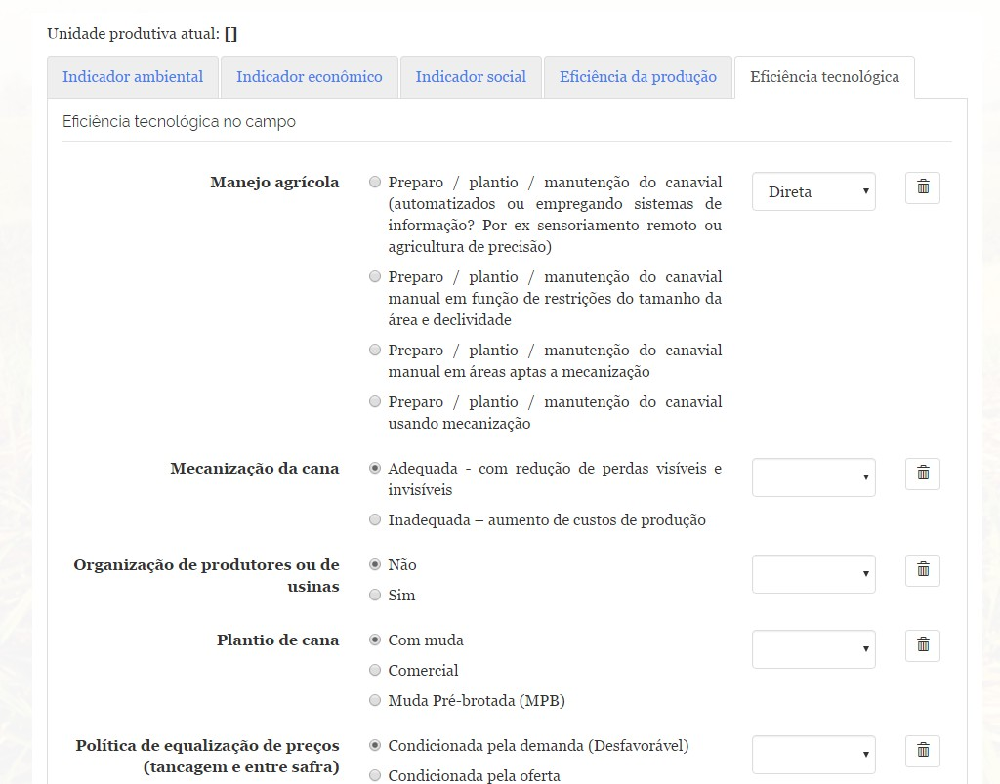 Unidade produtiva atual: []
Indicador ambiental
Indicador econômico
Indicador social
Eficiência da produção
Eficiência tecnológica
Eficiência tecnológica no campo
Manejo agrícola
Preparo / plantio / manutenção do canavial
(automatizados ou empregando sistemas de
informação? Por ex sensoriamento remoto ou
agricultura de precisão)
Direta
Preparo / plantio / manutenção do canavial
manual em função de restrições do tamanho da
área e declividade
Preparo / plantio / manutenção do canavial
manual em áreas aptas a mecanização
Preparo / plantio / manutenção do canavial
usando mecanização
Mecanização da cana
Adequada - com redução de perdas visíveis e
invisíveis
Inadequada – aumento de custos de produção
Organização de produtores ou de
usinas
Não
Sim
Plantio de cana
Com muda
Comercial
Muda Pré-brotada (MPB)
Política de equalização de preços
(tancagem e entre safra)
Condicionada pela demanda (Desfavorável)
Condicionada pela oferta